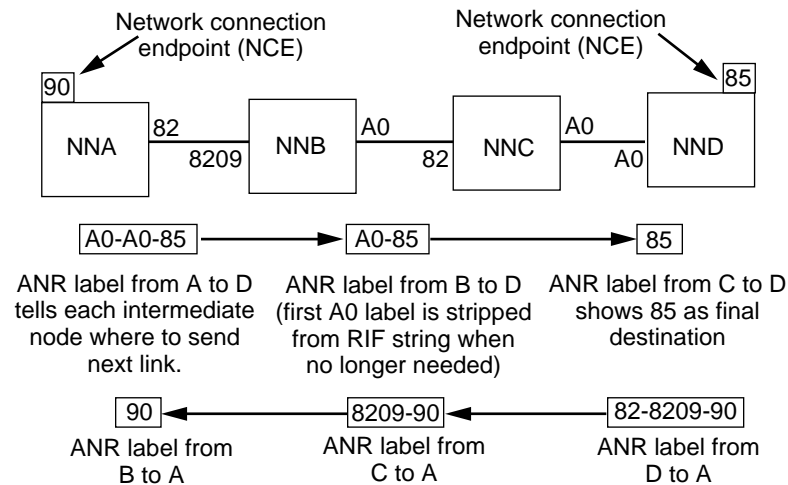 Network connection
endpoint (NCE)
Network connection
endpoint (NCE)
90
85
NNA
82
8209
NNB
A0
82
NNC
A0
A0
NND
A0-A0-85
A0-85
85
ANR label from A to D
tells each intermediate
node where to send
next link.
ANR label from B to D
(first A0 label is stripped
from RIF string when
no longer needed)
ANR label from C to D
shows 85 as final
destination
90
8209-90
82-8209-90
ANR label from
B to A
ANR label from
C to A
ANR label from
D to A